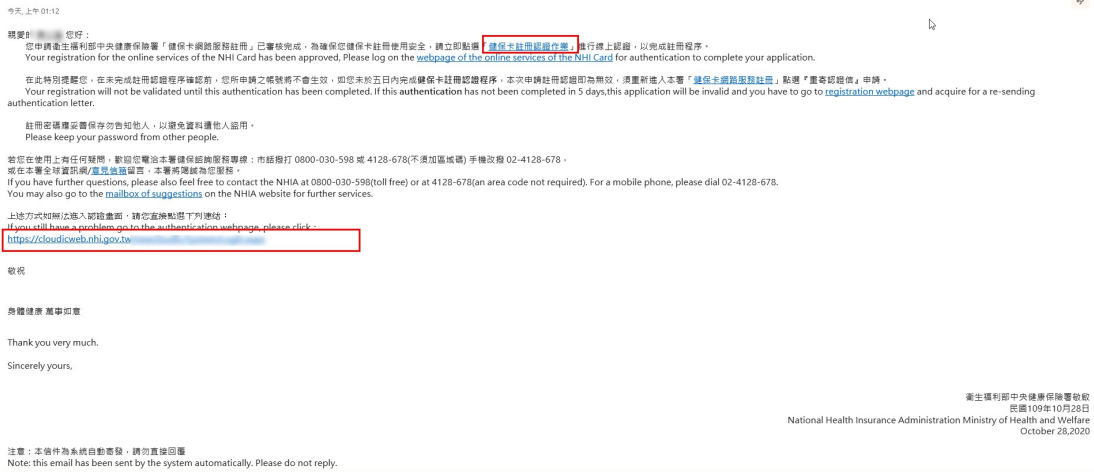 今天, 上午 01:12
親愛的 您好：
您申請衛生福利部中央健康保險署「健保卡網路服務註冊」已審核完成，為確保您健保卡註冊使用安全，請立即點選「健保卡註冊認證作業」進行線上認證，以完成註冊程序。
Your registration for the online services of the NHI Card has been approved, Please log on the webpage of the online services of the NHI Card for authentication to complete your application.
在此特別提醒您，在未完成註冊認證程序確認前，您所申請之帳號將不會生效，如您未於五日內完成健保卡註冊認證程序，本次申請註冊認證即為無效，須重新進入本署「健保卡網路服務註冊」點選『重寄認證信』申請。
Your registration will not be validated until this authentication has been completed. If this authentication has not been completed in 5 days,this application will be invalid and you have to go to registration webpage and acquire for a re-sending
authentication letter.
註冊密碼應妥善保存勿告知他人，以避免資料遭他人盜用。
Please keep your password from other people.
若您在使用上有任何疑問，歡迎您電洽本署健保諮詢服務專線：市話撥打 0800-030-598 或 4128-678(不須加區域碼) 手機改撥 02-4128-678，
或在本署全球資訊網/意見信箱留言，本署將竭誠為您服務。
If you have further questions, please also feel free to contact the NHIA at 0800-030-598(toll free) or at 4128-678(an area code not required). For a mobile phone, please dial 02-4128-678.
You may also go to the mailbox of suggestions on the NHIA website for further services.
上述方式如無法進入認證畫面，請您直接點選下列連結：
If you still have a problem go to the authentication webpage, please click：
https://cloudicweb.nhi.gov.tw
敬祝
身體健康 萬事如意
Thank you very much.
Sincerely yours,
衛生福利部中央健康保險署敬啟
民國109年10月28日
National Health Insurance Administration Ministry of Health and Welfare
October 28,2020
注意：本信件為系統自動寄發，請勿直接回覆
Note: this email has been sent by the system automatically. Please do not reply.